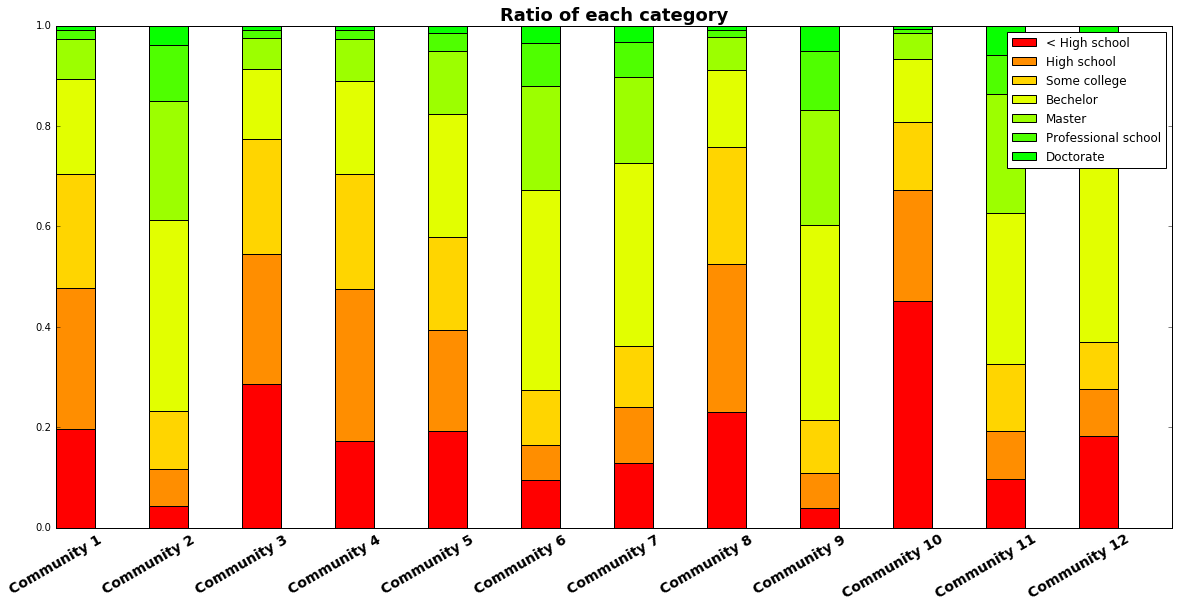 Ratio of each category
1.0
0.8
0.6
0.4
0.2
0.0
< High school
High school
Some college
Bechelor
Master
Professional school
Doctorate
Community 1
Community 2
Community 3
Community 4
Community 5
Community 6
Community 7
Community 8
Community 9
Community 10
Community 11
Community 12